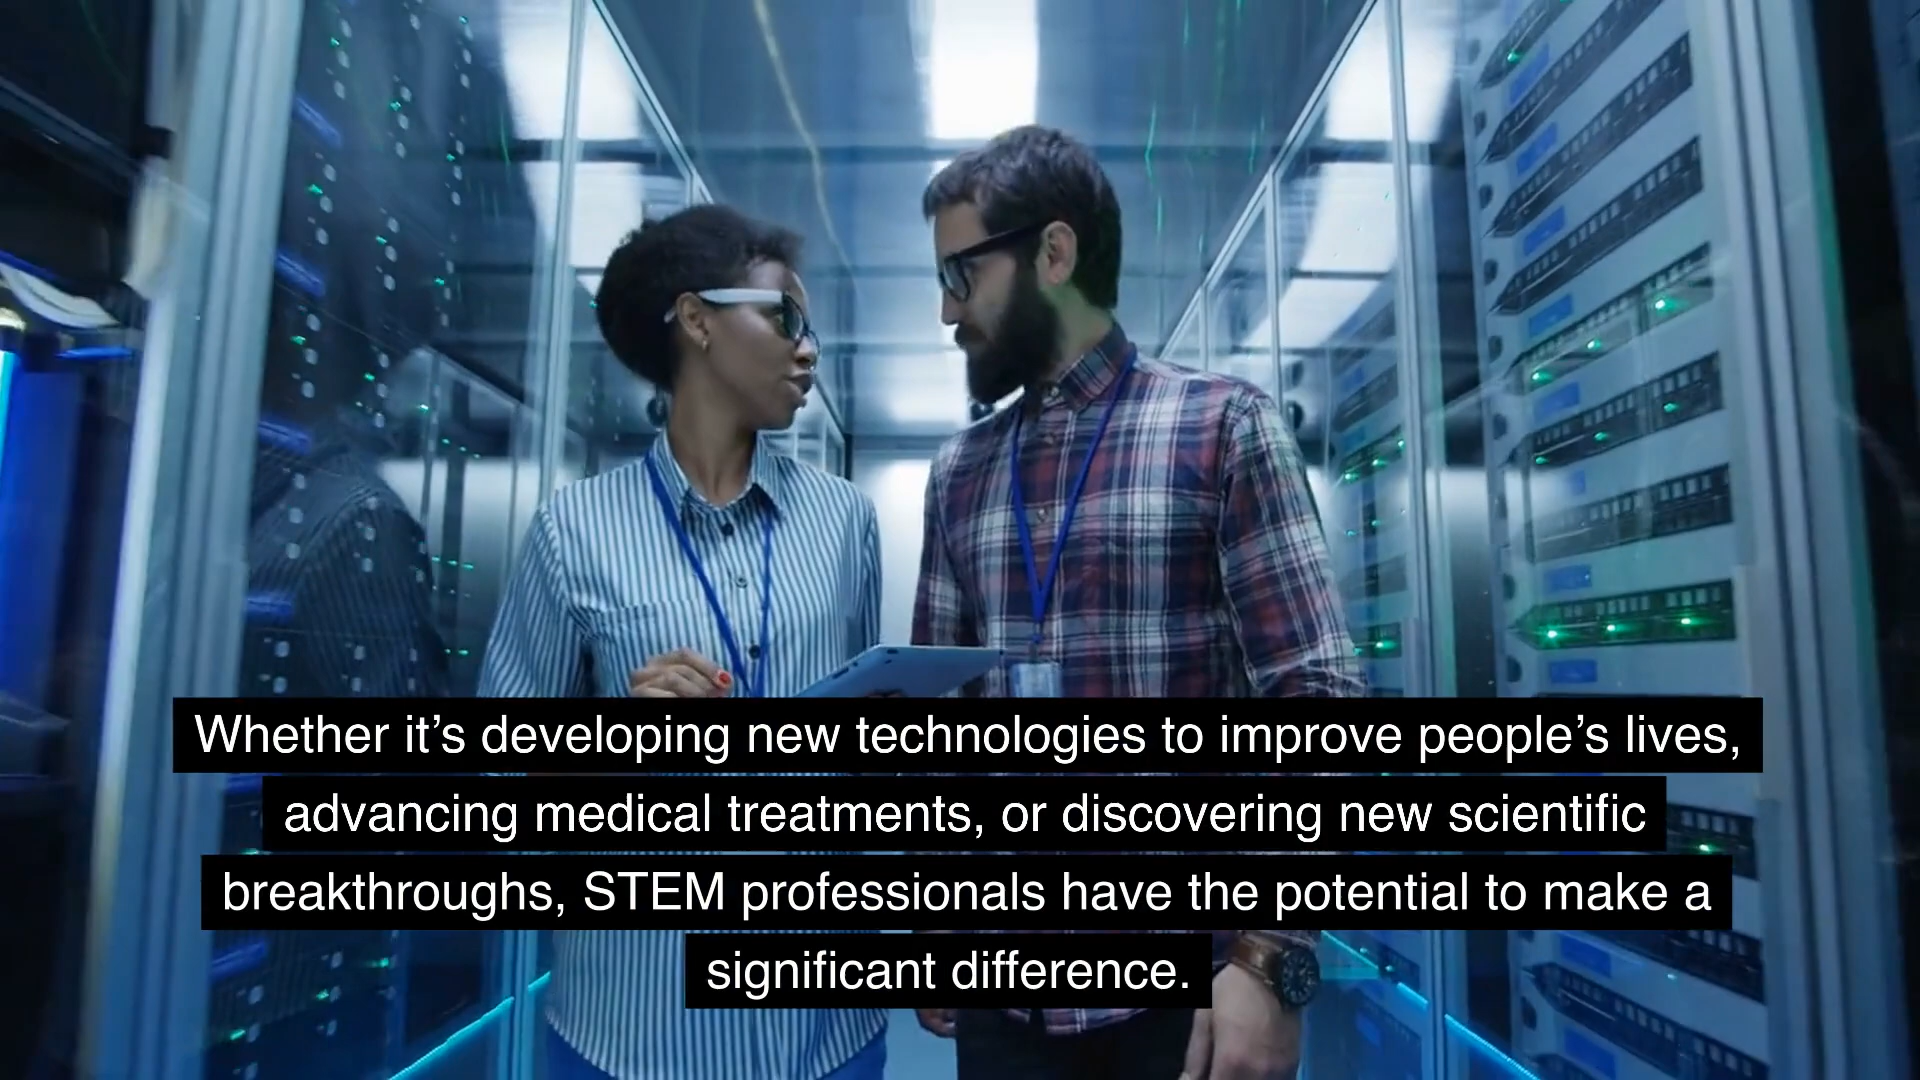 Whether it’s developing new technologies to improve people’s lives,
advancing medical treatments, or discovering new scientific
breakthroughs, STEM professionals have the potential to make a
significant difference.